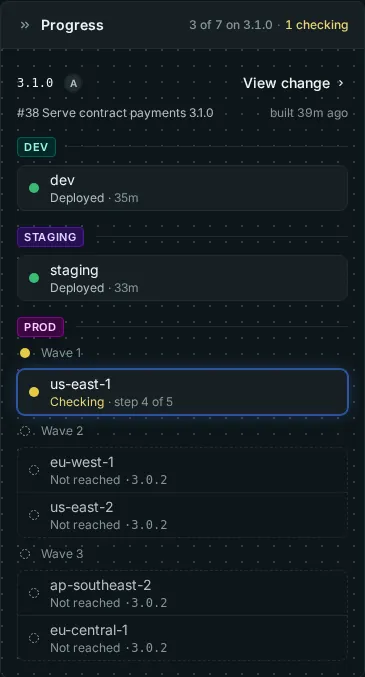 » Progress 3 of 7 on 3.1.0 · 1 checking
3.1.0 A View change ›
#38 Serve contract payments 3.1.0 built 39m ago
DEV
dev
Deployed · 35m
STAGING
staging
Deployed · 33m
PROD
Wave 1
us-east-1
Checking · step 4 of 5
Wave 2
eu-west-1
Not reached ·3.0.2
us-east-2
Not reached ·3.0.2
Wave 3
ap-southeast-2
Not reached ·3.0.2
eu-central-1
Not reached ·3.0.2